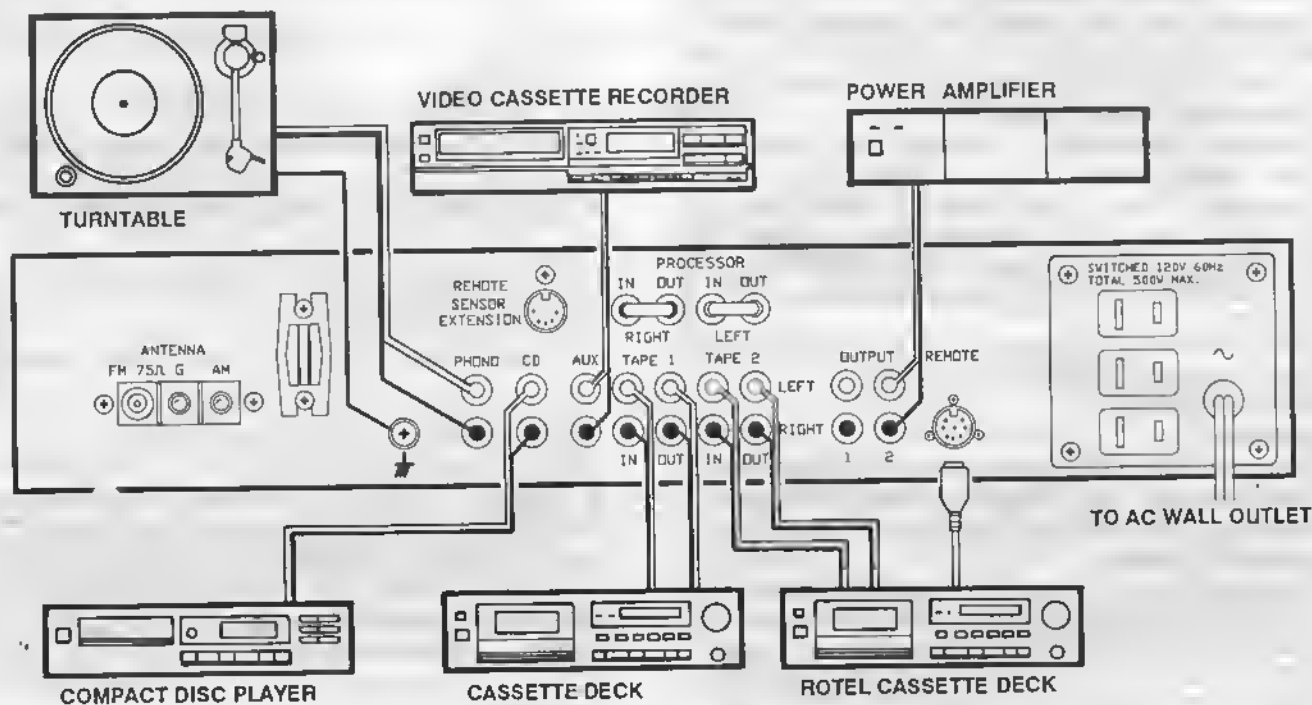 VIDEO CASSETTE RECORDER
POWER AMPLIFIER
TURNTABLE
PROCESSOR
IN OUT IN OUT
RIGHT LEFT
REMOTE
SENSOR
EXTENSION
SWITCHED 120V 60Hz
TOTAL 500W MAX.
ANTENNA
FM 75Ω G AM
PHONO CD AUX TAPE 1 TAPE 2 OUTPUT REMOTE
LEFT
RIGHT
IN OUT IN OUT 1 2
TO AC WALL OUTLET
COMPACT DISC PLAYER
CASSETTE DECK
ROTEL CASSETTE DECK